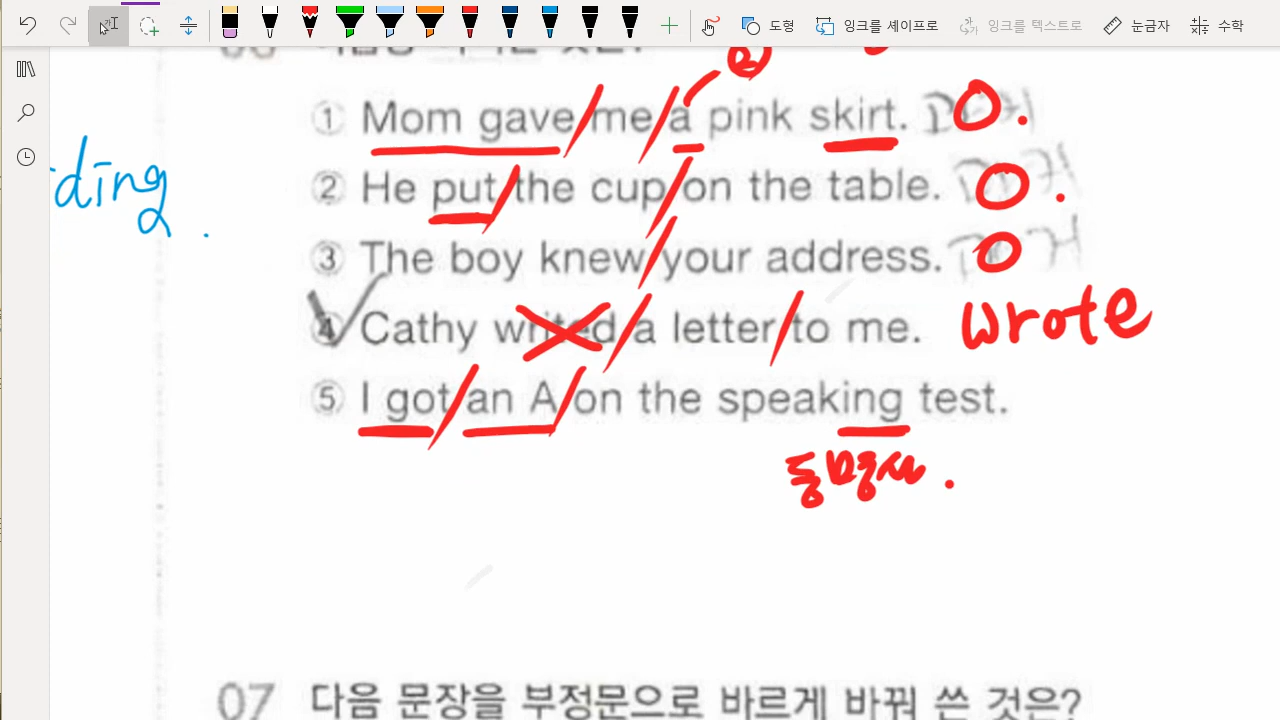 도형 잉크를 셰이프로 잉크를 텍스트로 눈금자 수학
① Mom gave me a pink skirt.
② He put the cup on the table.
③ The boy knew your address.
④ Cathy writed a letter to me. wrote
⑤ I got an A on the speaking test.
동명사.
ding.
07 다음 문장을 부정문으로 바르게 바꿔 쓴 것은?